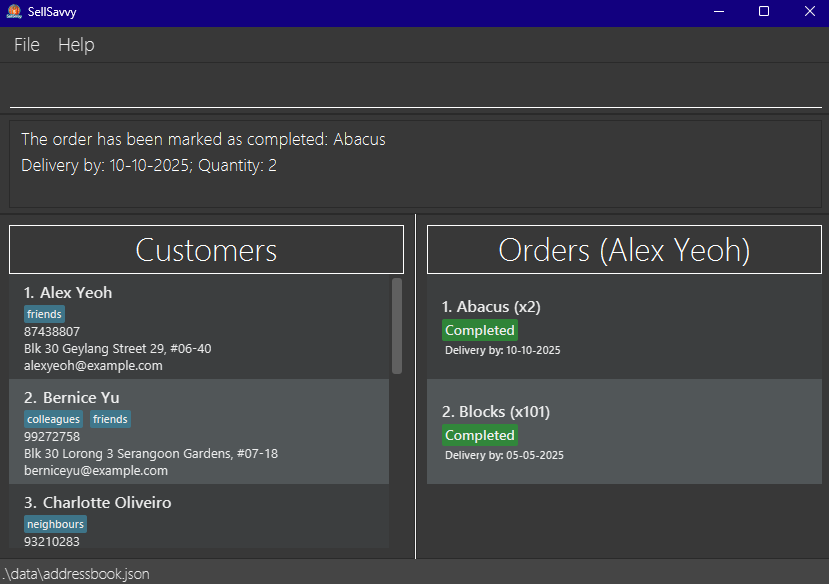 SellSavvy
File Help
The order has been marked as completed: Abacus
Delivery by: 10-10-2025; Quantity: 2
Customers
1. Alex Yeoh
friends
87438807
Blk 30 Geylang Street 29, #06-40
alexyeoh@example.com
2. Bernice Yu
colleagues friends
99272758
Blk 30 Lorong 3 Serangoon Gardens, #07-18
berniceyu@example.com
3. Charlotte Oliveiro
neighbours
93210283
Orders (Alex Yeoh)
1. Abacus (x2)
Completed
Delivery by: 10-10-2025
2. Blocks (x101)
Completed
Delivery by: 05-05-2025
.\data\addressbook.json